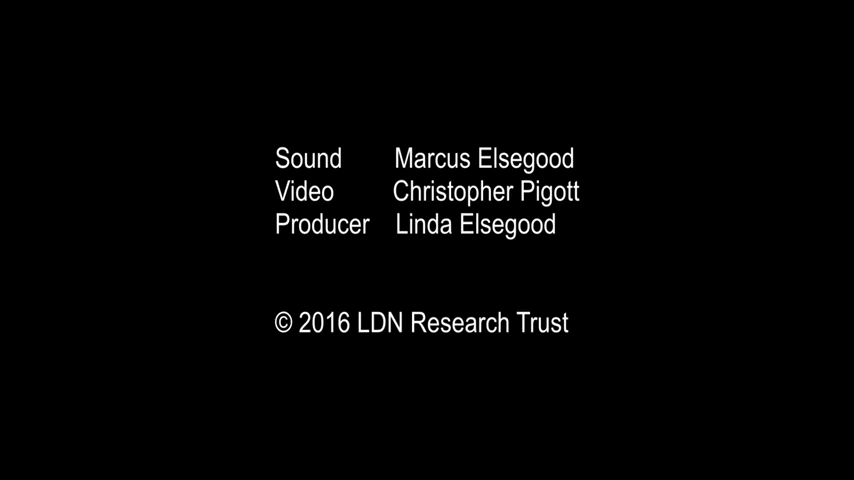 Sound Marcus Elsegood
Video Christopher Pigott
Producer Linda Elsegood
© 2016 LDN Research Trust